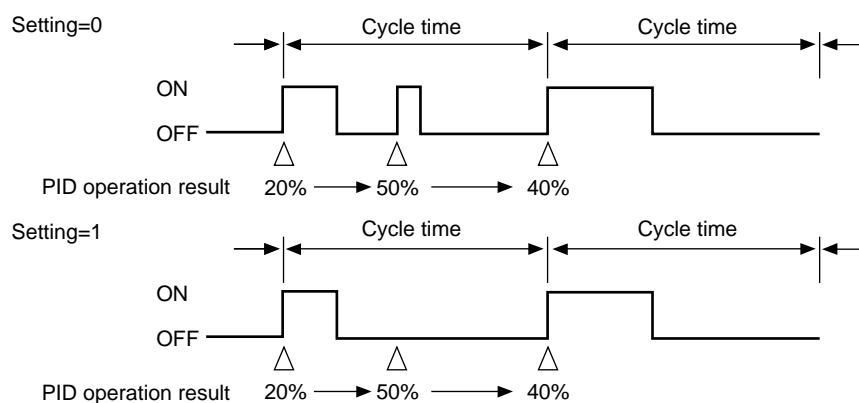 Setting=0
Cycle time Cycle time
ON
OFF
PID operation result 20% 50% 40%
Setting=1
Cycle time Cycle time
ON
OFF
PID operation result 20% 50% 40%